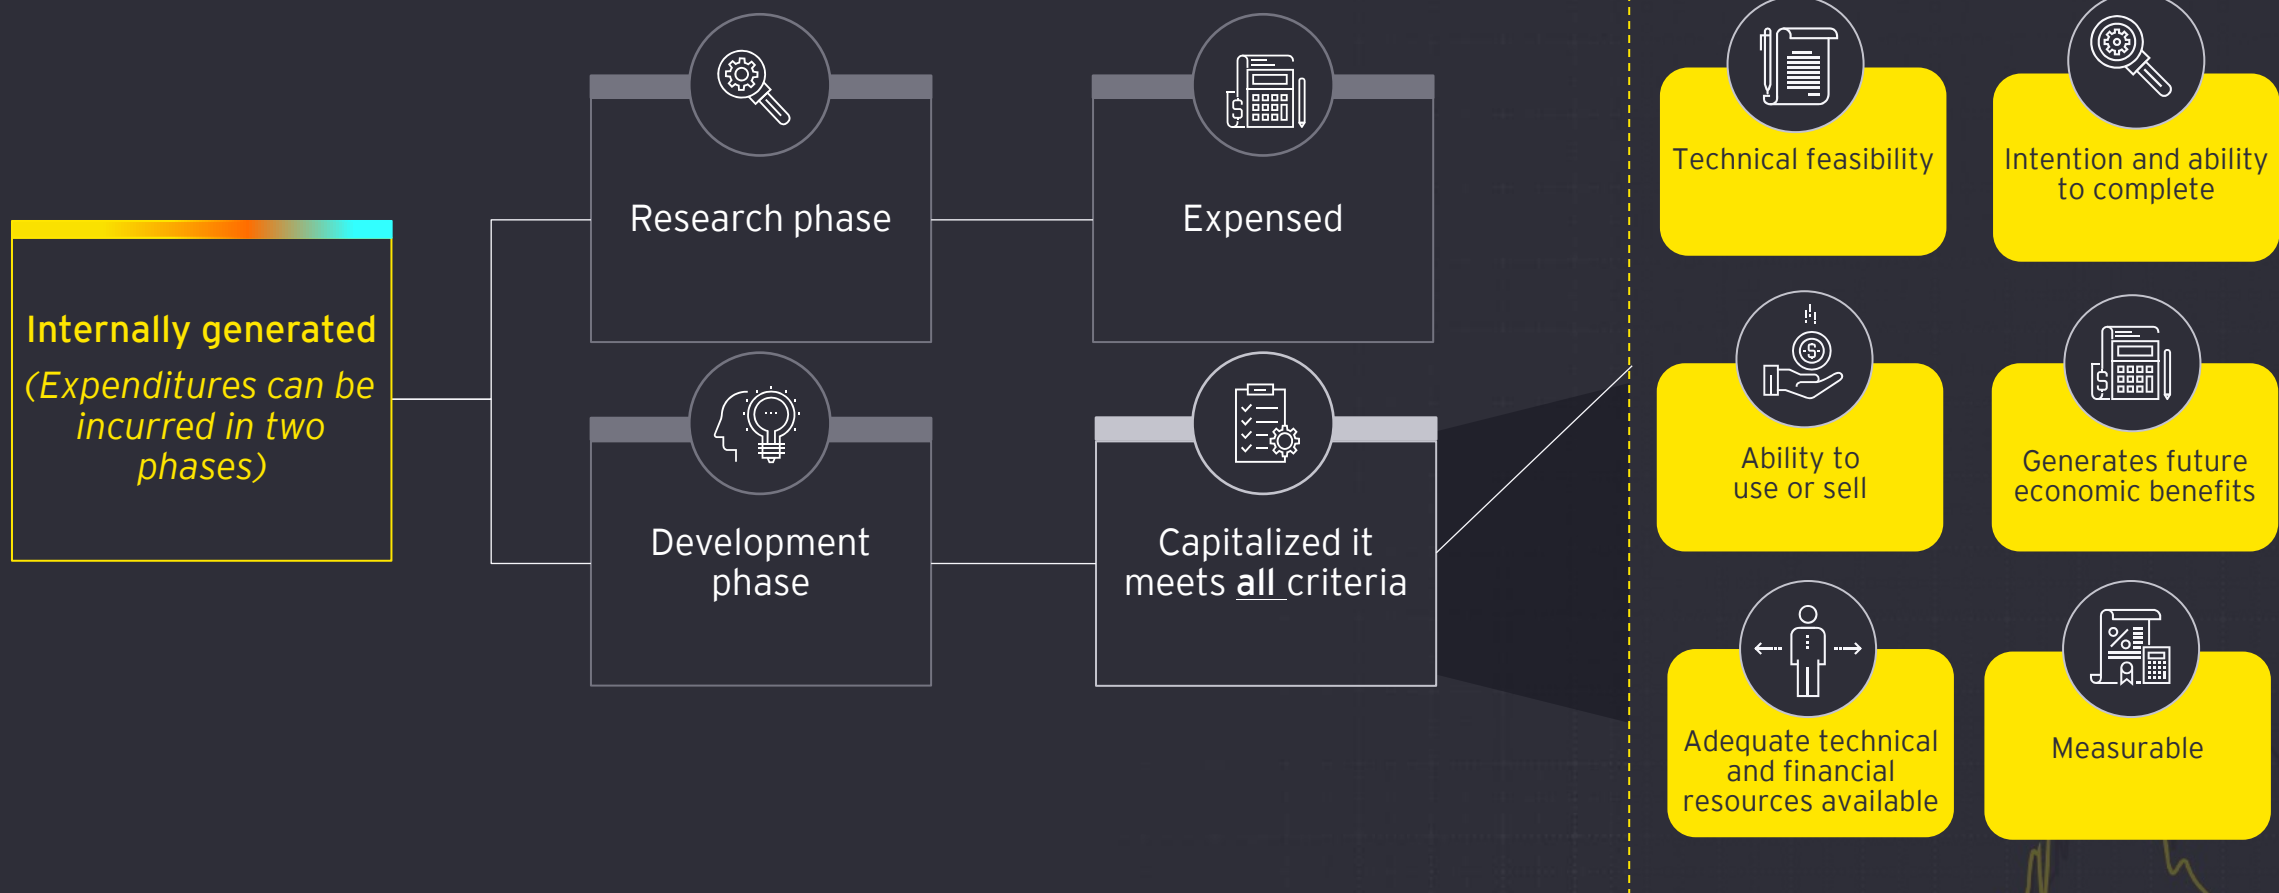 Internally generated
(Expenditures can be
incurred in two
phases)
Research phase
Expensed
Development
phase
Capitalized it
meets all criteria
Technical feasibility
Intention and ability
to complete
Ability to
use or sell
Generates future
economic benefits
Adequate technical
and financial
resources available
Measurable